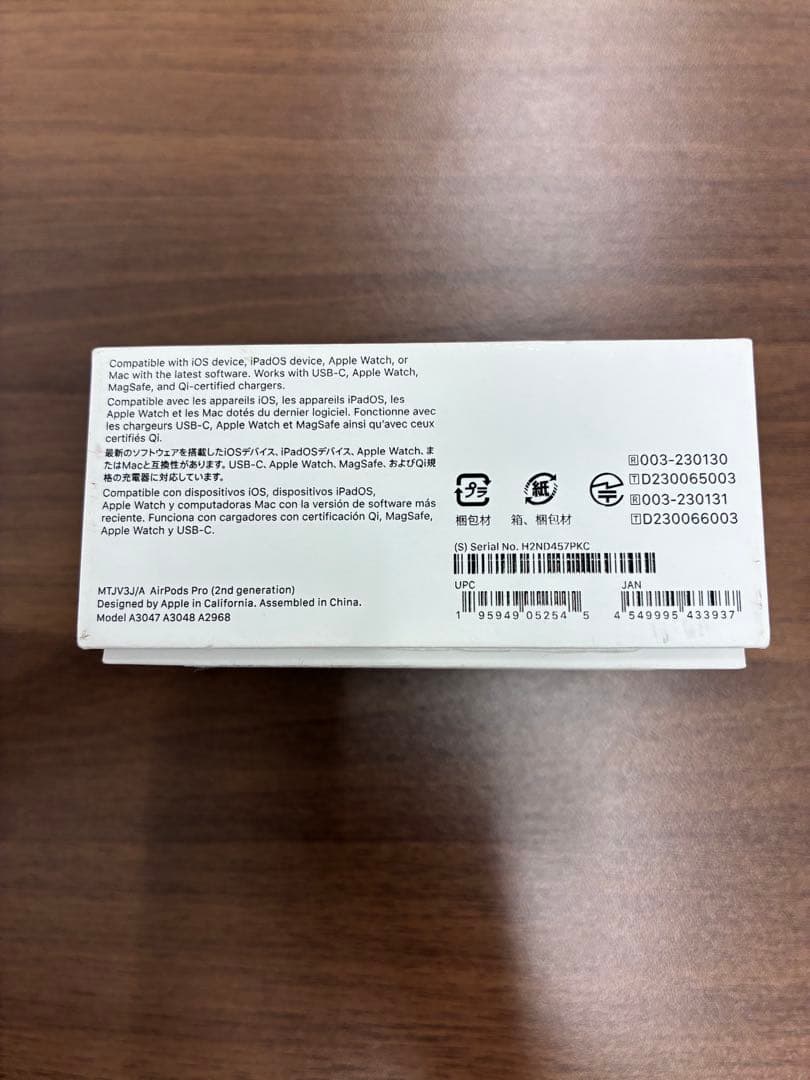 Compatible with iOS device, iPadOS device, Apple Watch, or
Mac with the latest software. Works with USB-C, Apple Watch,
MagSafe, and Qi-certified chargers.
Compatible avec les appareils iOS, les appareils iPadOS, les
Apple Watch et les Mac dotés du dernier logiciel. Fonctionne avec
les chargeurs USB-C, Apple Watch et MagSafe ainsi qu'avec ceux
certifiés Qi.
最新のソフトウェアを搭載したiOSデバイス、iPadOSデバイス、Apple Watch、ま
たはMacと互換性があります。USB-C、Apple Watch、MagSafe、およびQi規
格の充電器に対応しています。
Compatible con dispositivos iOS, dispositivos iPadOS,
Apple Watch y computadoras Mac con la versión de software más
reciente. Funciona con cargadores con certificación Qi, MagSafe,
Apple Watch y USB-C.
MTJV3J/A AirPods Pro (2nd generation)
Designed by Apple in California. Assembled in China.
Model A3047 A3048 A2968
プラ
梱包材
紙
箱、梱包材
R 003-230130
T D230065003
R 003-230131
T D230066003
(S) Serial No. H2ND457PKC
UPC
1 95949 05254 5
JAN
4 549995 433937